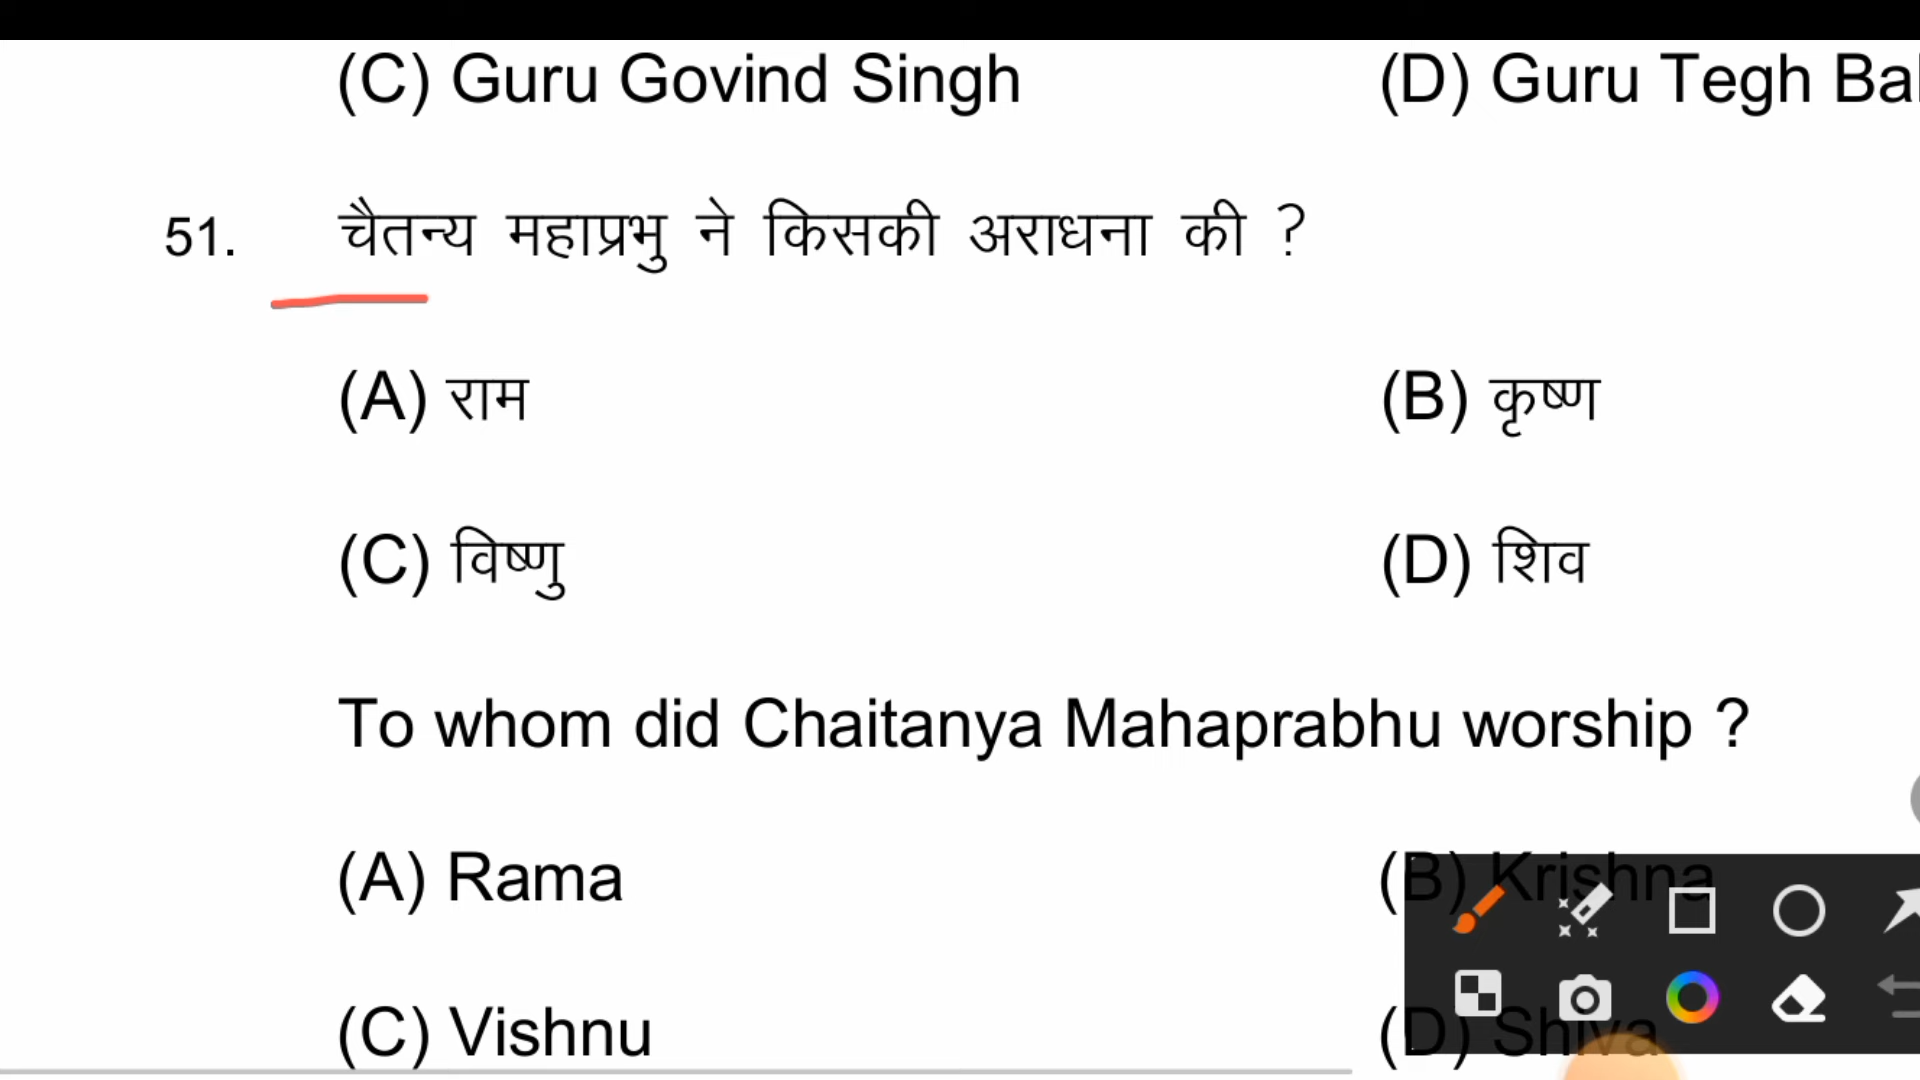 (C) Guru Govind Singh (D) Guru Tegh
51. चैतन्य महाप्रभु ने किसकी अराधना की ?
(A) राम (B) कृष्ण
(C) विष्णु (D) शिव
To whom did Chaitanya Mahaprabhu worship ?
(A) Rama (B) Krishna
(C) Vishnu (D) Shiva